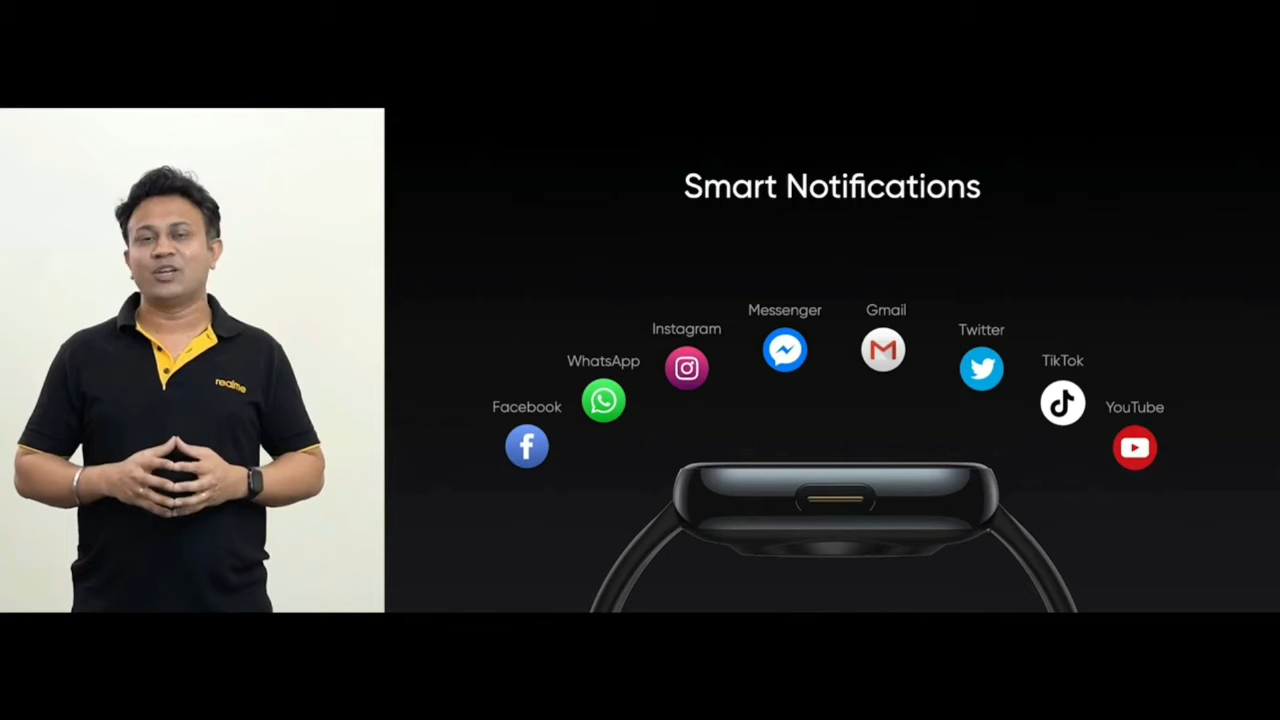 Smart Notifications
Messenger
Gmail
Instagram
Twitter
WhatsApp
TikTok
Facebook
YouTube
realme